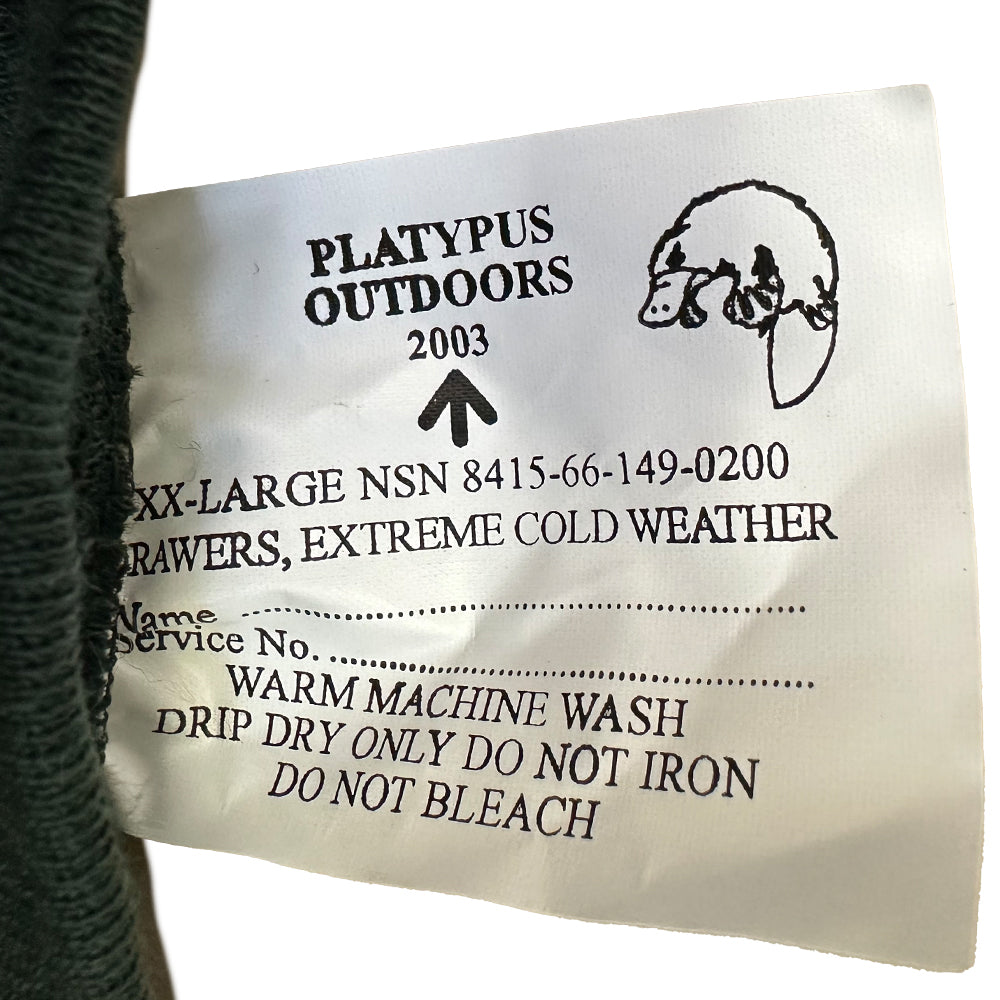 PLATYPUS
OUTDOORS
2003
XX-LARGE NSN 8415-66-149-0200
RAWERS, EXTREME COLD WEATHER
Name ........................................................
Service No. ........................................................
WARM MACHINE WASH
DRIP DRY ONLY DO NOT IRON
DO NOT BLEACH